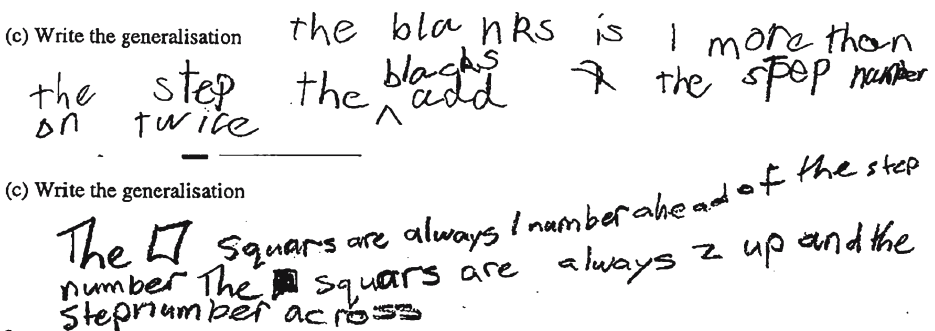 (c) Write the generalisation the blanks is 1 more than
the step the blacks add the step number
on twice
(c) Write the generalisation
The □ squars are always 1 number ahead of the step
number The ■ squars are always 2 up and the
stepnumber across